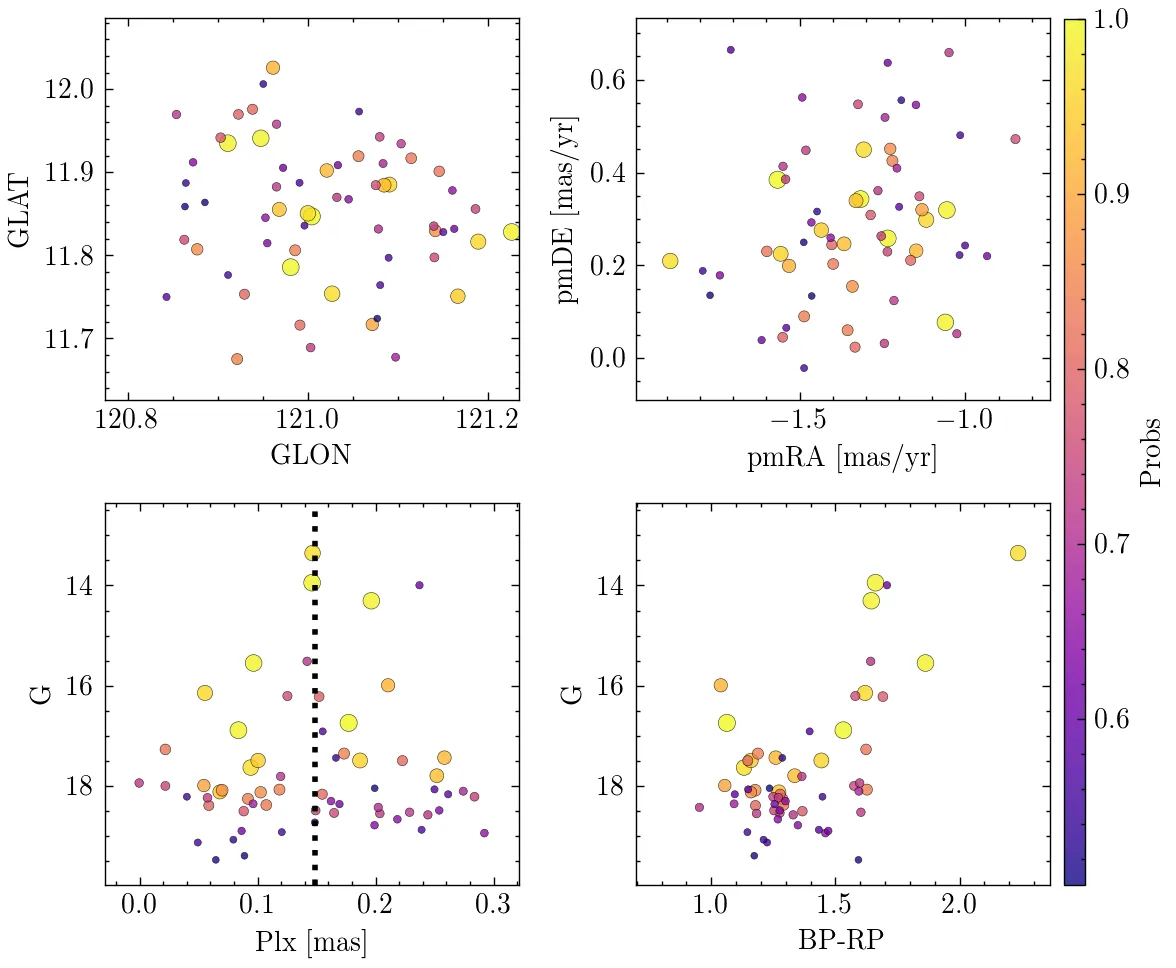 12.0
11.9
11.8
11.7
GLAT
120.8 121.0 121.2
GLON
0.6
0.4
0.2
0.0
pmDE [mas/yr]
−1.5 −1.0
pmRA [mas/yr]
14
16
18
G
0.0 0.1 0.2 0.3
Plx [mas]
14
16
18
G
1.0 1.5 2.0
BP-RP
1.0
0.9
0.8
0.7
0.6
Probs